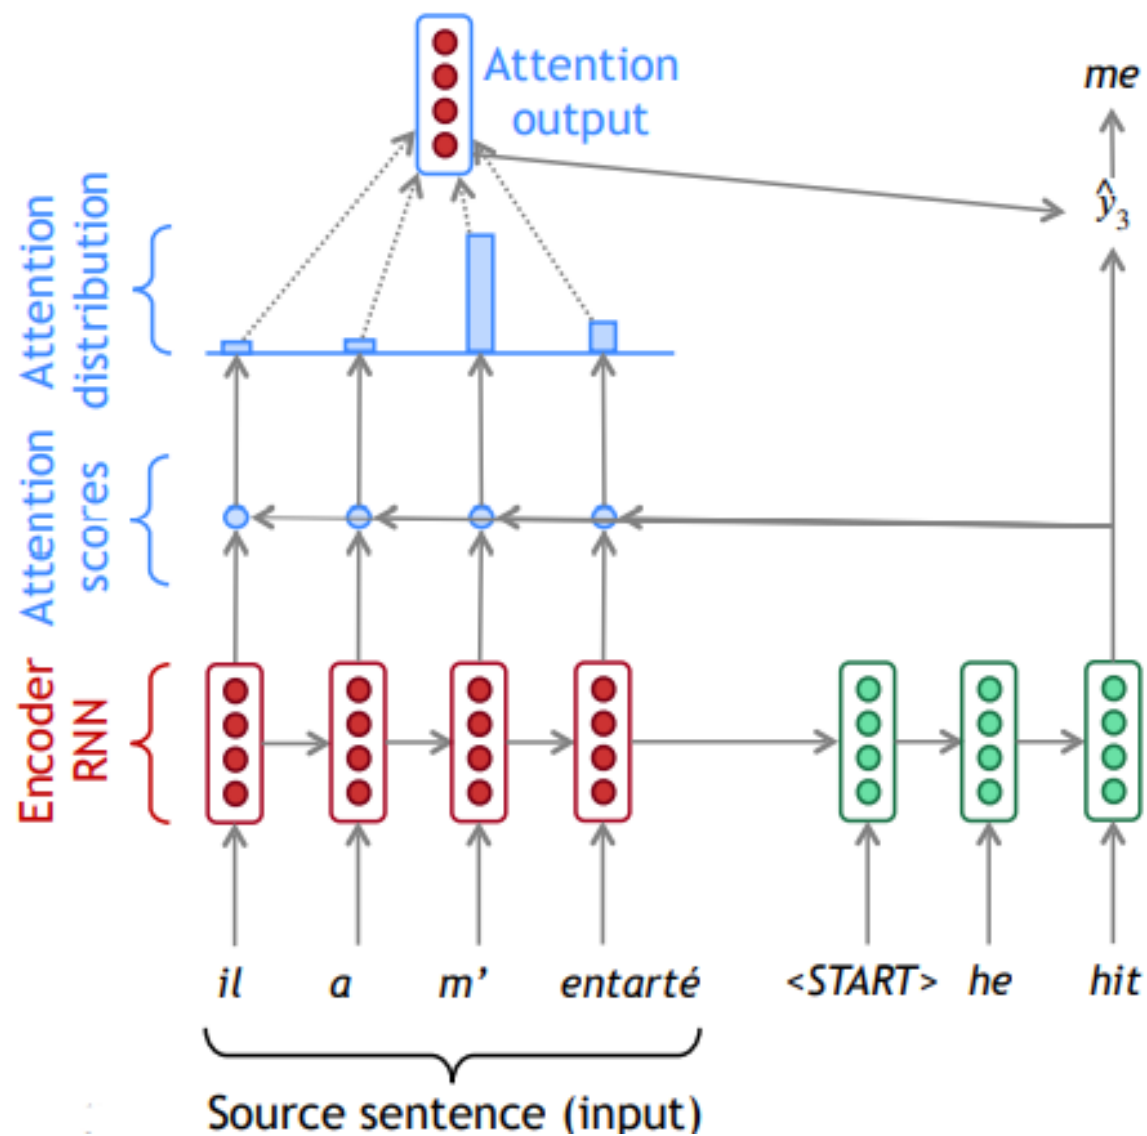 Attention
output
me
ŷ3
Attention
distribution
Attention
scores
Encoder
RNN
il a m’ entarté <START> he hit
Source sentence (input)